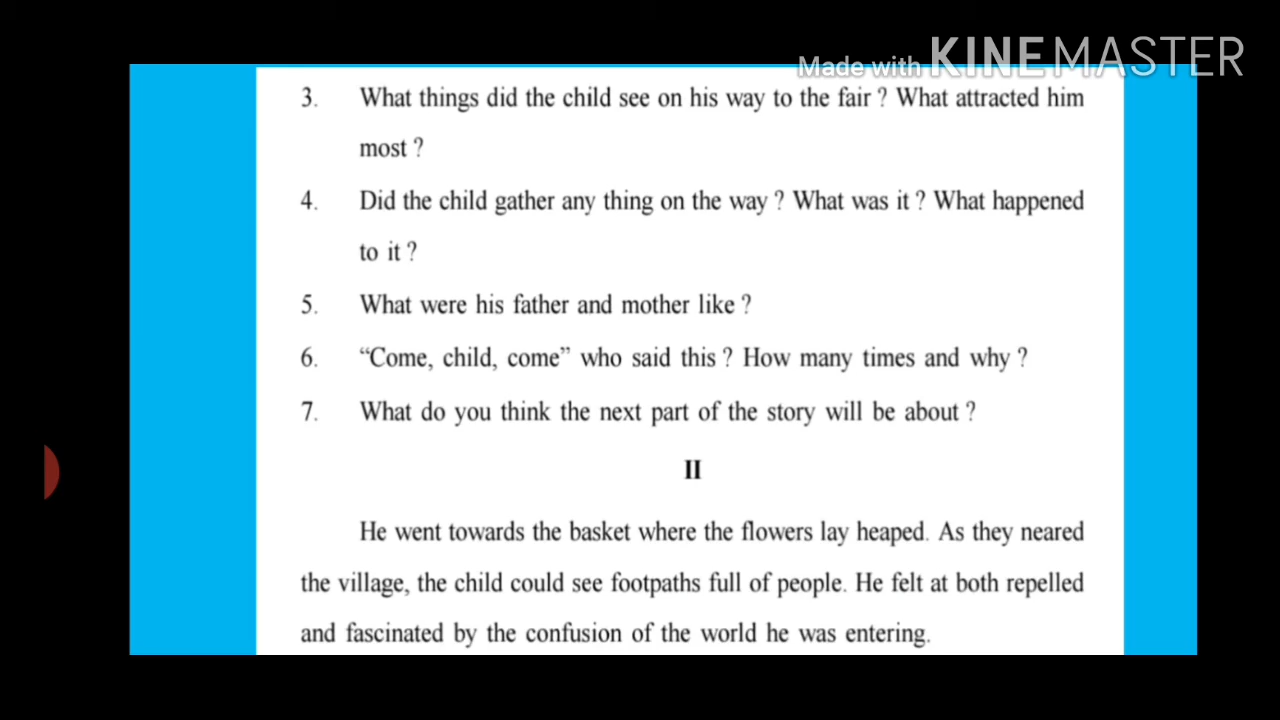 Made with KINEMASTER
3. What things did the child see on his way to the fair ? What attracted him
most ?
4. Did the child gather any thing on the way ? What was it ? What happened
to it ?
5. What were his father and mother like ?
6. “Come, child, come” who said this ? How many times and why ?
7. What do you think the next part of the story will be about ?
II
He went towards the basket where the flowers lay heaped. As they neared
the village, the child could see footpaths full of people. He felt at both repelled
and fascinated by the confusion of the world he was entering.